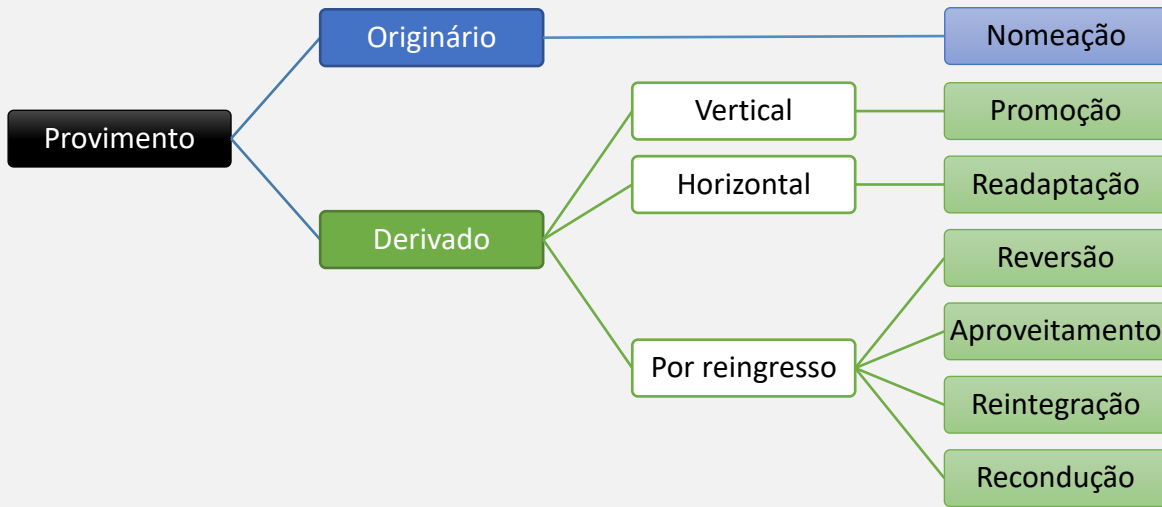 Originário
Nomeação
Vertical
Promoção
Provimento
Horizontal
Readaptação
Derivado
Reversão
Aproveitamento
Por reingresso
Reintegração
Recondução